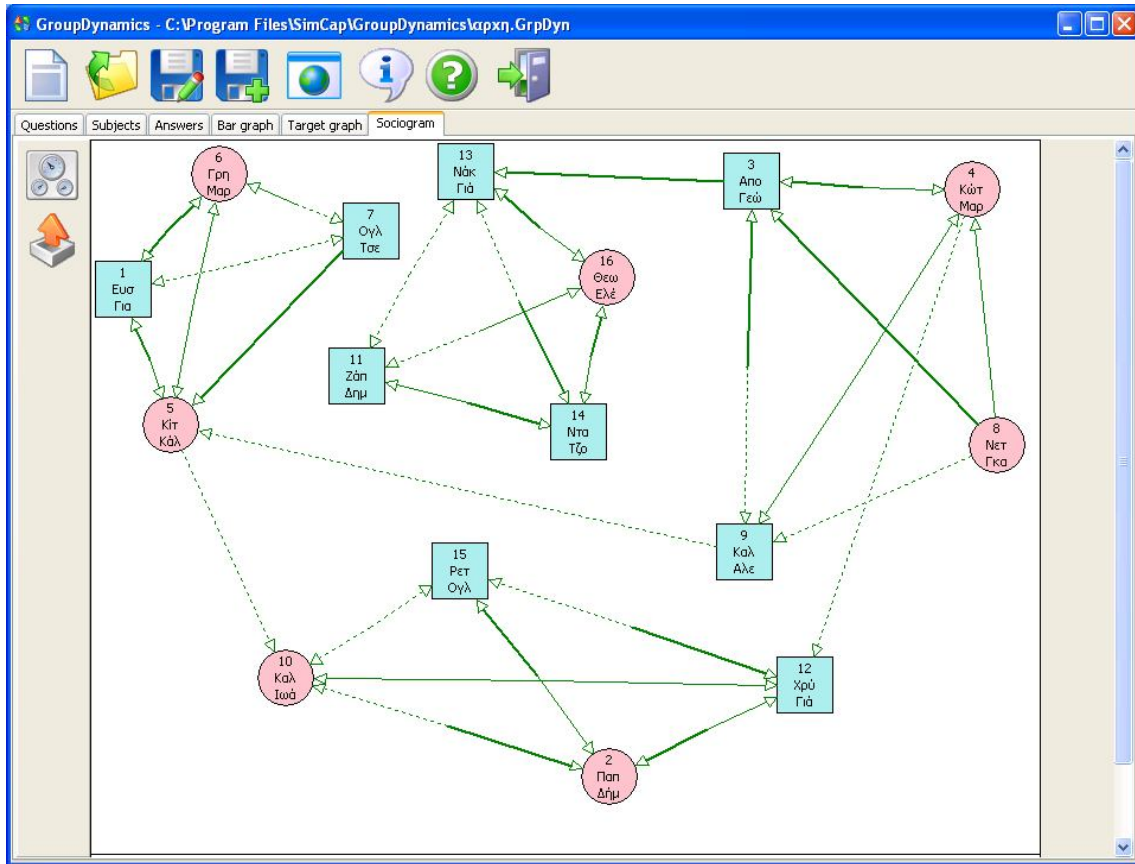 GroupDynamics - C:\Program Files\SimCap\GroupDynamics\αρχη.GrpDyn
Questions Subjects Answers Bar graph Target graph Sociogram
6
Γρη
Μαρ
13
Νάκ
Γιά
3
Απο
Γεώ
4
Κώτ
Μαρ
7
Ογλ
Τσε
1
Ευσ
Για
16
Θεω
Ελέ
11
Ζάπ
Δημ
5
Κίτ
Κάλ
14
Ντα
Τζο
8
Νετ
Γκα
9
Καλ
Αλε
15
Ρετ
Ογλ
10
Καλ
Ιωά
12
Χρύ
Γιά
2
Παπ
Δήμ